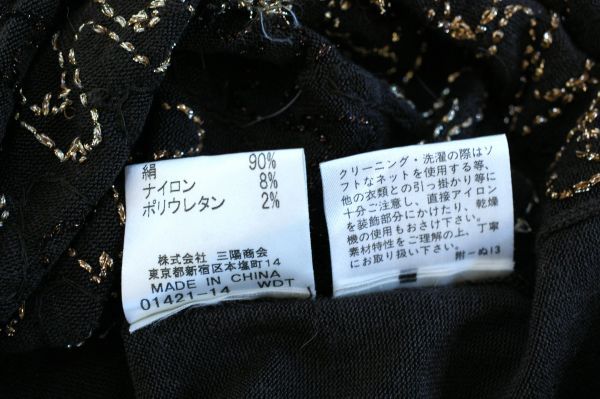 絹 90%
ナイロン 8%
ポリウレタン 2%
株式会社 三陽商会
東京都新宿区本塩町14
MADE IN CHINA
01421-14 WDT
クリーニング・洗濯の際はソ
フトなネットを使用する等、
他の衣類との引っ掛かり等に
十分ご注意し、直接アイロン
を装飾部分にかけたり、乾燥
機の使用もおさけ下さい。
素材特性をご理解の上、丁寧
にお取り扱い下さい。
附-ぬ13